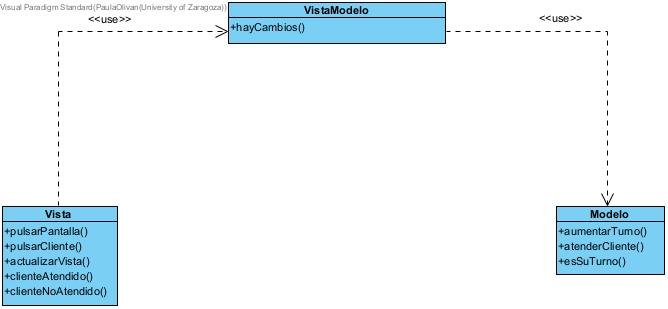 Visual Paradigm Standard(PaulaOlivan(University of Zaragoza))
<<use>>
VistaModelo
+hayCambios()
<<use>>
Vista
+pulsarPantalla()
+pulsarCliente()
+actualizarVista()
+clienteAtendido()
+clienteNoAtendido()
Modelo
+aumentarTurno()
+atenderCliente()
+esSuTurno()